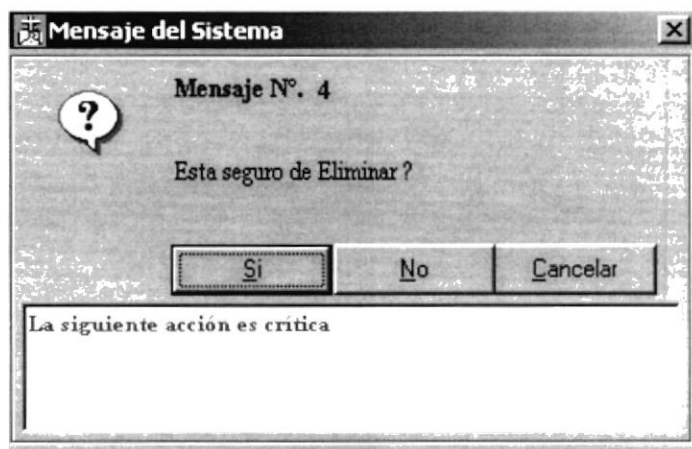 Mensaje del Sistema
Mensaje Nº. 4
Esta seguro de Eliminar ?
Si No Cancelar
La siguiente acción es crítica